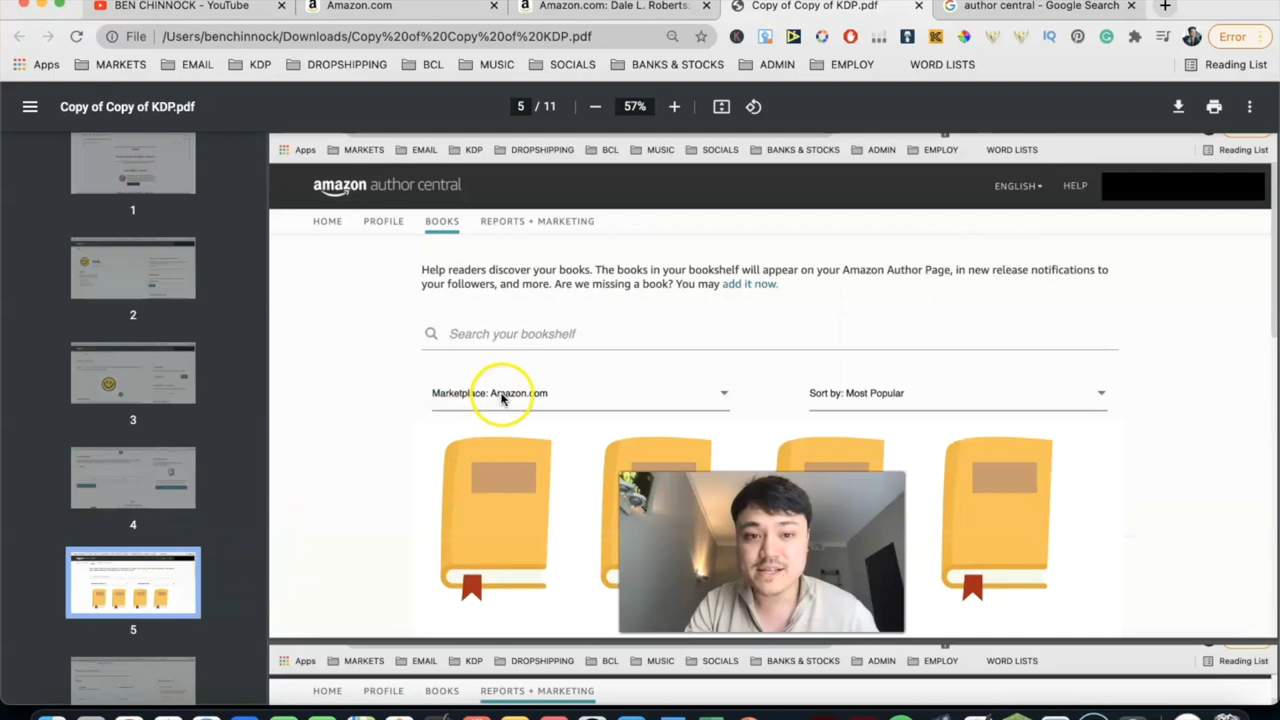 BEN CHINNOCK - YouTube
Amazon.com
Amazon.com: Dale L. Roberts:
Copy of Copy of KDP.pdf
author central - Google Search
File /Users/benchinnock/Downloads/Copy%20of%20Copy%20of%20KDP.pdf
Error
Apps MARKETS EMAIL KDP DROPSHIPPING BCL MUSIC SOCIALS BANKS & STOCKS ADMIN EMPLOY WORD LISTS Reading List
Copy of Copy of KDP.pdf
5 / 11
57%
Apps MARKETS EMAIL KDP DROPSHIPPING BCL MUSIC SOCIALS BANKS & STOCKS ADMIN EMPLOY WORD LISTS Reading List
amazon author central
ENGLISH
HELP
HOME PROFILE BOOKS REPORTS + MARKETING
Help readers discover your books. The books in your bookshelf will appear on your Amazon Author Page, in new release notifications to
your followers, and more. Are we missing a book? You may add it now.
Search your bookshelf
Marketplace: Amazon.com
Sort by: Most Popular
1
2
3
4
5
Apps MARKETS EMAIL KDP DROPSHIPPING BCL MUSIC SOCIALS BANKS & STOCKS ADMIN EMPLOY WORD LISTS Reading List
HOME PROFILE BOOKS REPORTS + MARKETING